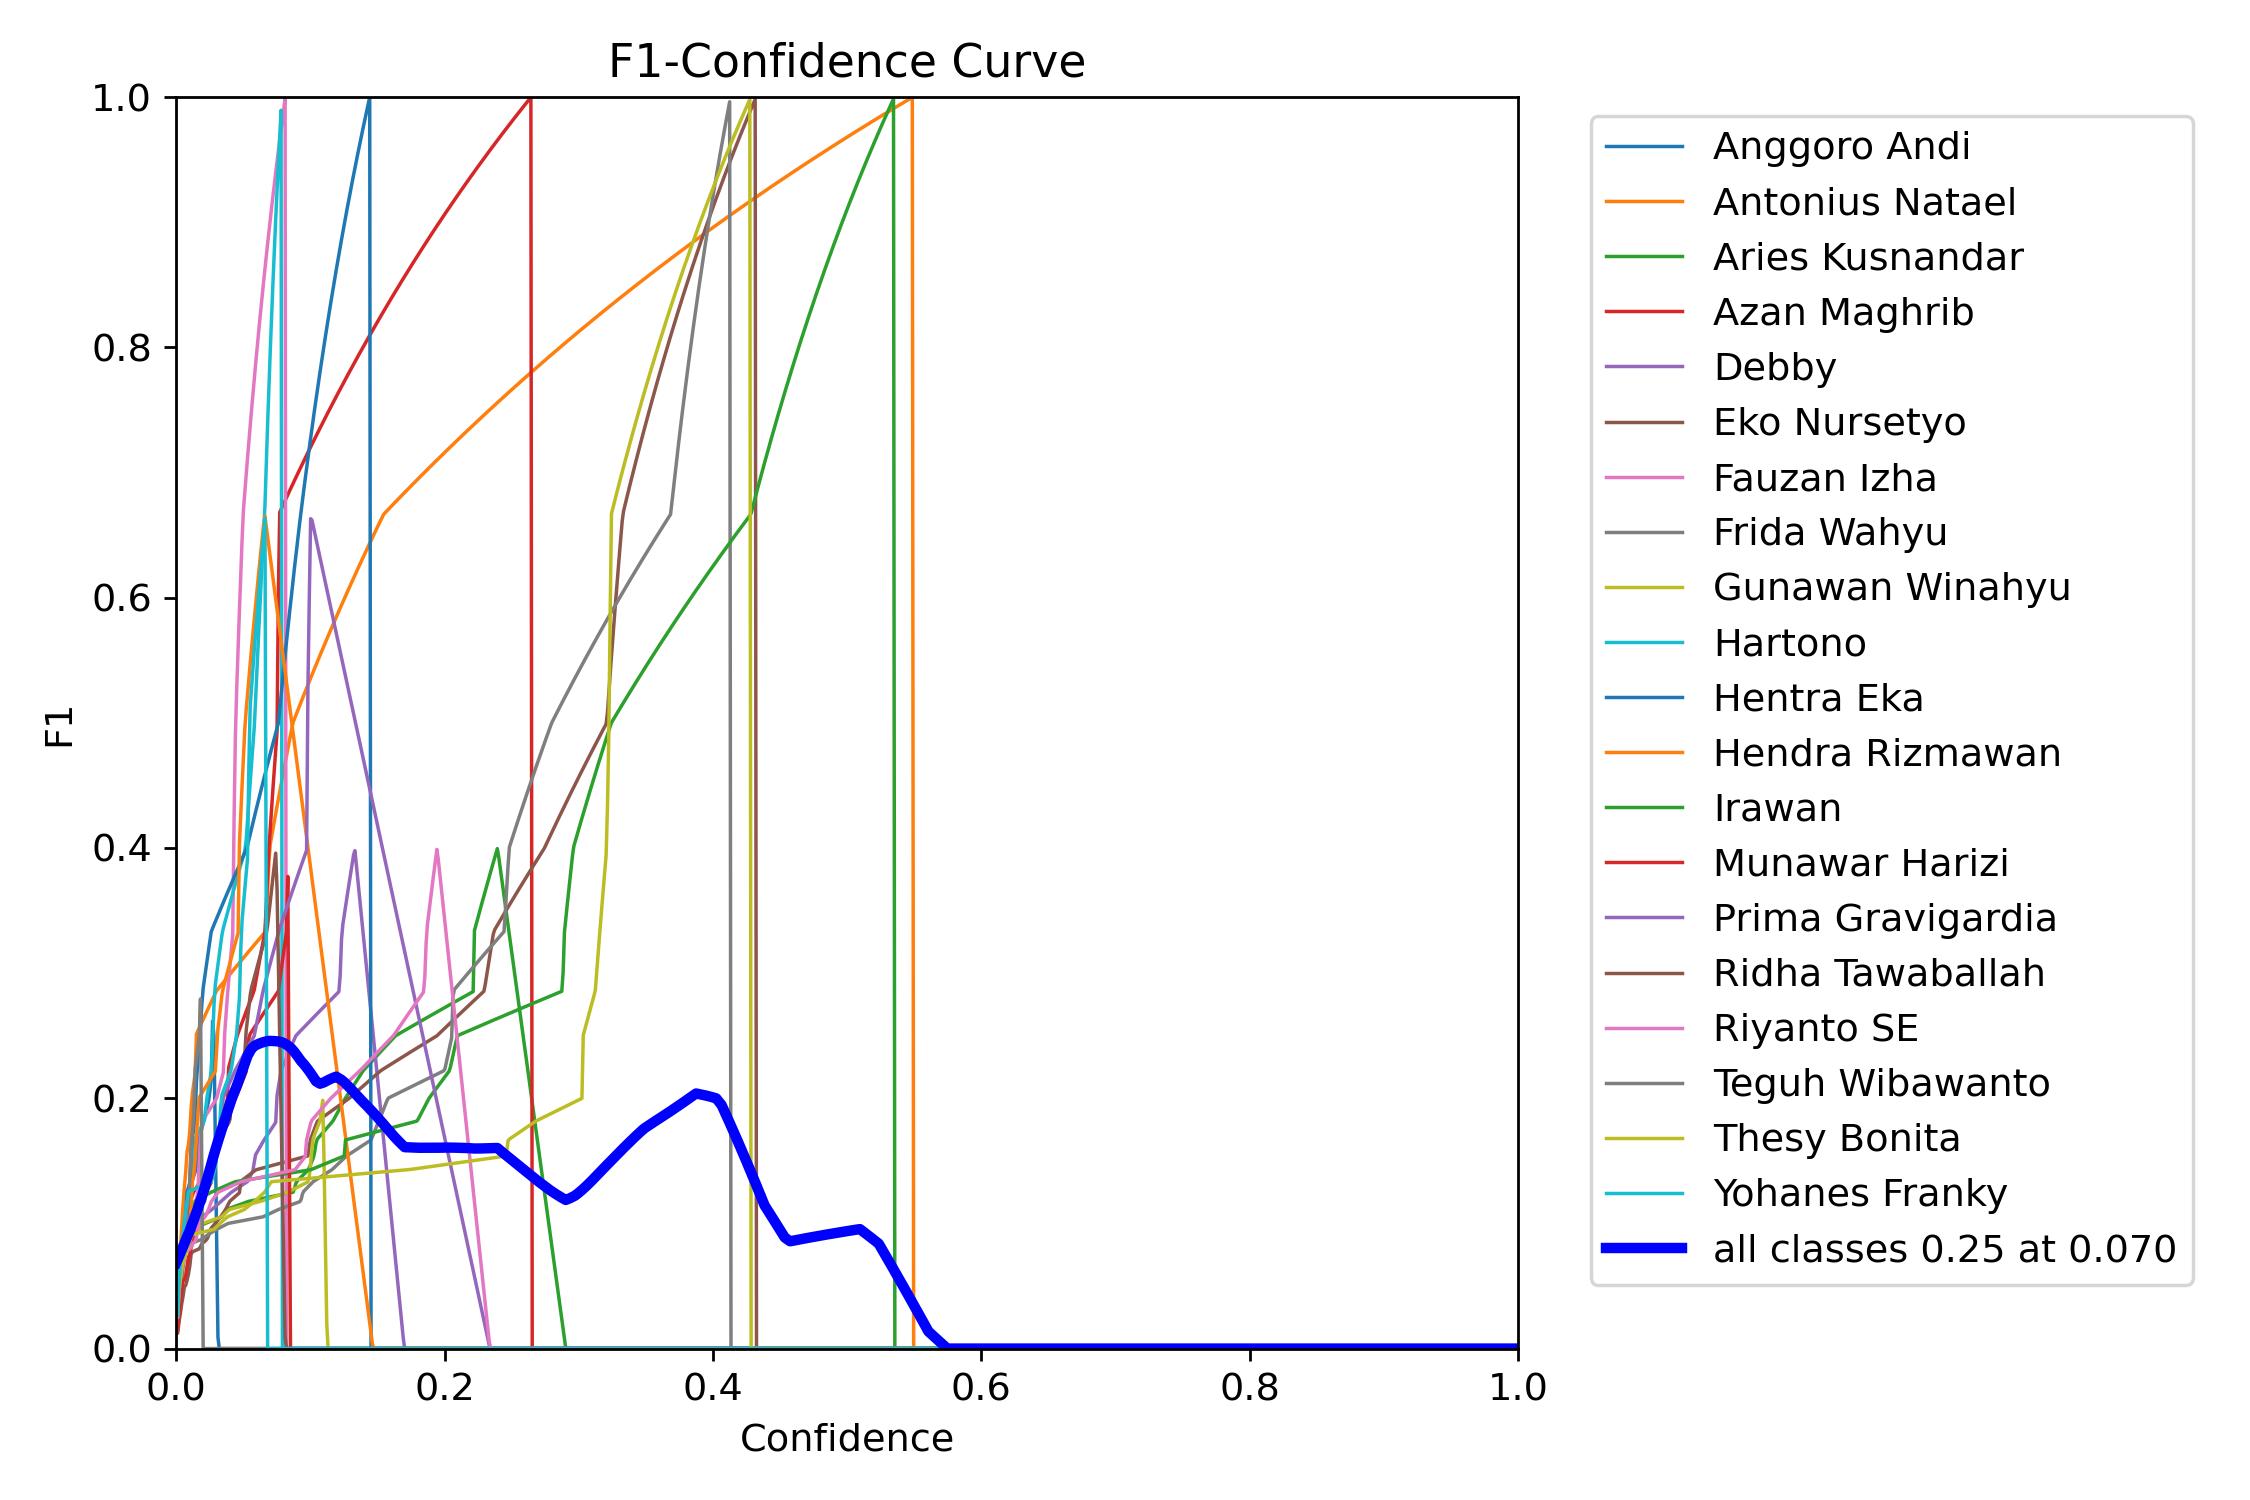 F1-Confidence Curve
1.0
0.8
0.6
0.4
0.2
0.0
F1
0.0 0.2 0.4 0.6 0.8 1.0
Confidence
Anggoro Andi
Antonius Natael
Aries Kusnandar
Azan Maghrib
Debby
Eko Nursetyo
Fauzan Izha
Frida Wahyu
Gunawan Winahyu
Hartono
Hentra Eka
Hendra Rizmawan
Irawan
Munawar Harizi
Prima Gravigardia
Ridha Tawaballah
Riyanto SE
Teguh Wibawanto
Thesy Bonita
Yohanes Franky
all classes 0.25 at 0.070